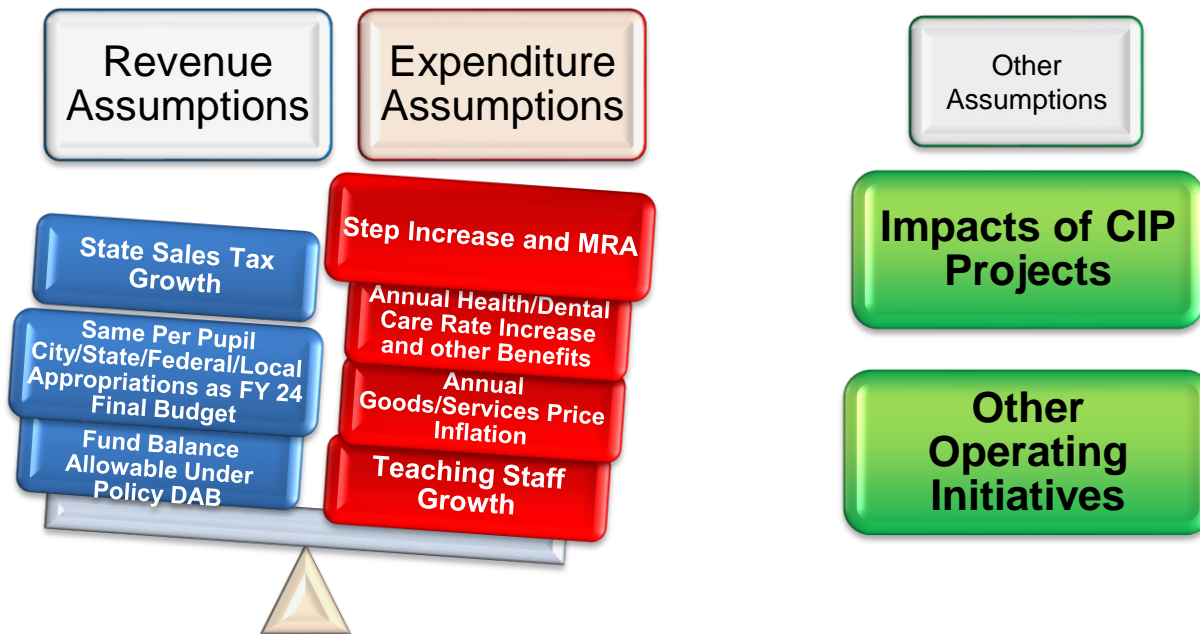 Revenue
Assumptions
Expenditure
Assumptions
Other
Assumptions
State Sales Tax
Growth
Same Per Pupil
City/State/Federal/Local
Appropriations as FY 24
Final Budget
Fund Balance
Allowable Under
Policy DAB
Step Increase and MRA
Annual Health/Dental
Care Rate Increase
and other Benefits
Annual
Goods/Services Price
Inflation
Teaching Staff
Growth
Impacts of CIP
Projects
Other
Operating
Initiatives